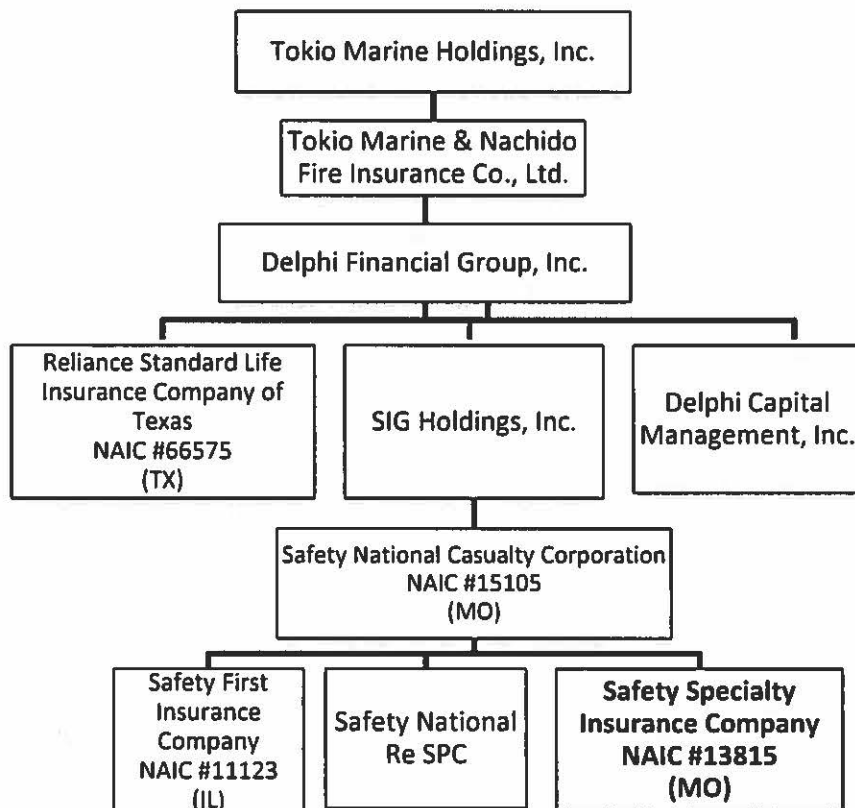 Tokio Marine Holdings, Inc.
Tokio Marine & Nachido
Fire Insurance Co., Ltd.
Delphi Financial Group, Inc.
Reliance Standard Life
Insurance Company of
Texas
NAIC #66575
(TX)
SIG Holdings, Inc.
Delphi Capital
Management, Inc.
Safety National Casualty Corporation
NAIC #15105
(MO)
Safety First
Insurance
Company
NAIC #11123
(IL)
Safety National
Re SPC
Safety Specialty
Insurance Company
NAIC #13815
(MO)